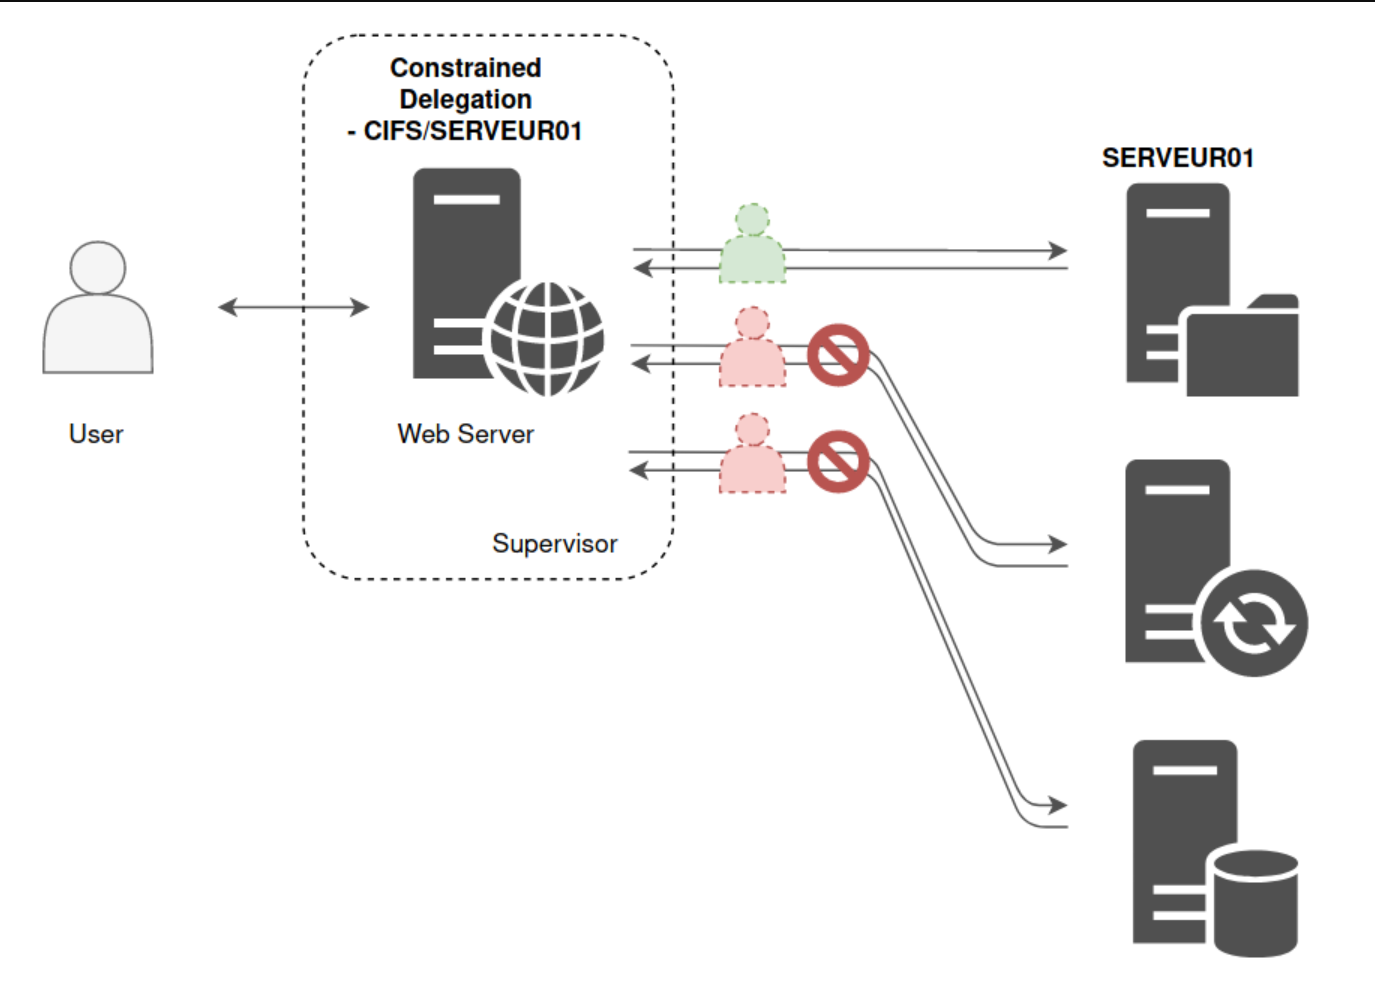 Constrained
Delegation
- CIFS/SERVEUR01
SERVEUR01
User
Web Server
Supervisor